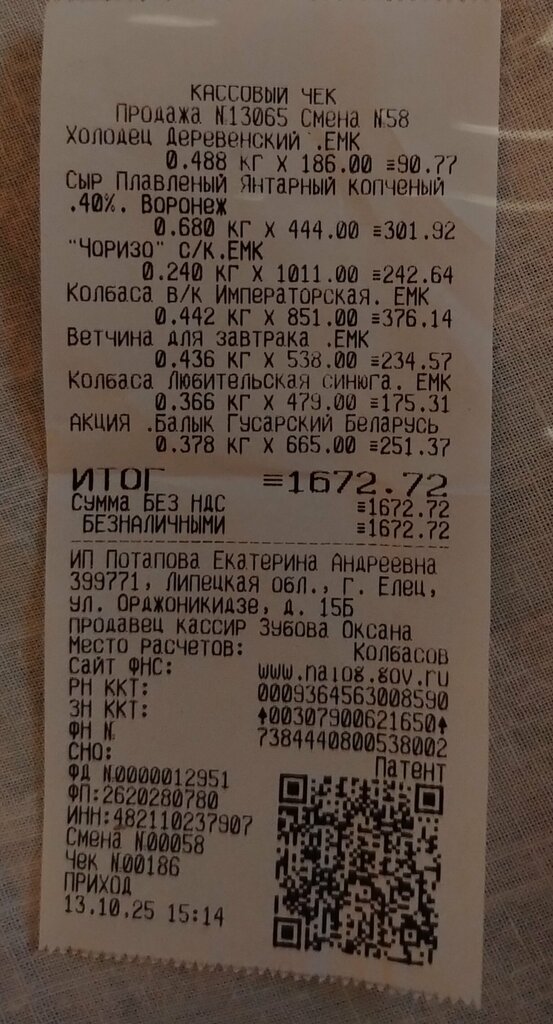 КАССОВЫЙ ЧЕК
Продажа N13065 Смена N58
Холодец Деревенский .ЕМК
0.488 кг X 186.00 ≡90.77
Сыр Плавленый Янтарный копченый
.40%. Воронеж
0.680 кг X 444.00 ≡301.92
"Чоризо" с/к.ЕМК
0.240 кг X 1011.00 ≡242.64
Колбаса в/к Императорская. ЕМК
0.442 кг X 851.00 ≡376.14
Ветчина для завтрака .ЕМК
0.436 кг X 538.00 ≡234.57
Колбаса Любительская синюга. ЕМК
0.366 кг X 479.00 ≡175.31
АКЦИЯ .Балык Гусарский Беларусь
0.378 кг X 665.00 ≡251.37
ИТОГ ≡1672.72
Сумма БЕЗ НДС ≡1672.72
БЕЗНАЛИЧНЫМИ ≡1672.72
ИП Потапова Екатерина Андреевна
399771, Липецкая обл., г. Елец,
ул. Орджоникидзе, д. 15Б
продавец кассир Зубова Оксана
Место расчетов: Колбасов
Сайт ФНС: www.nalog.gov.ru
РН ККТ: 0009364563008590
ЗН ККТ: ↑00307900621650↑
ФН N 7384440800538002
СНО: Патент
ФД N0000012951
ФП:2620280780
ИНН:482110237907
Смена N00058
Чек N00186
ПРИХОД
13.10.25 15:14